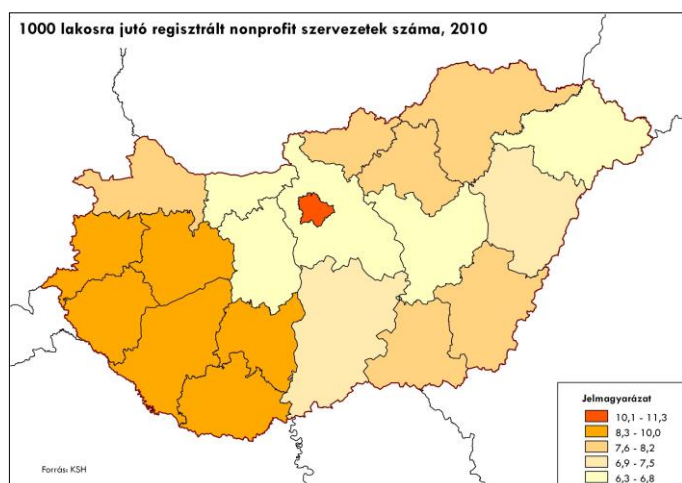 1000 lakosra jutó regisztrált nonprofit szervezetek száma, 2010
Jelmagyarázat
10,1 - 11,3
8,3 - 10,0
7,6 - 8,2
6,9 - 7,5
6,3 - 6,8
Forrás: KSH